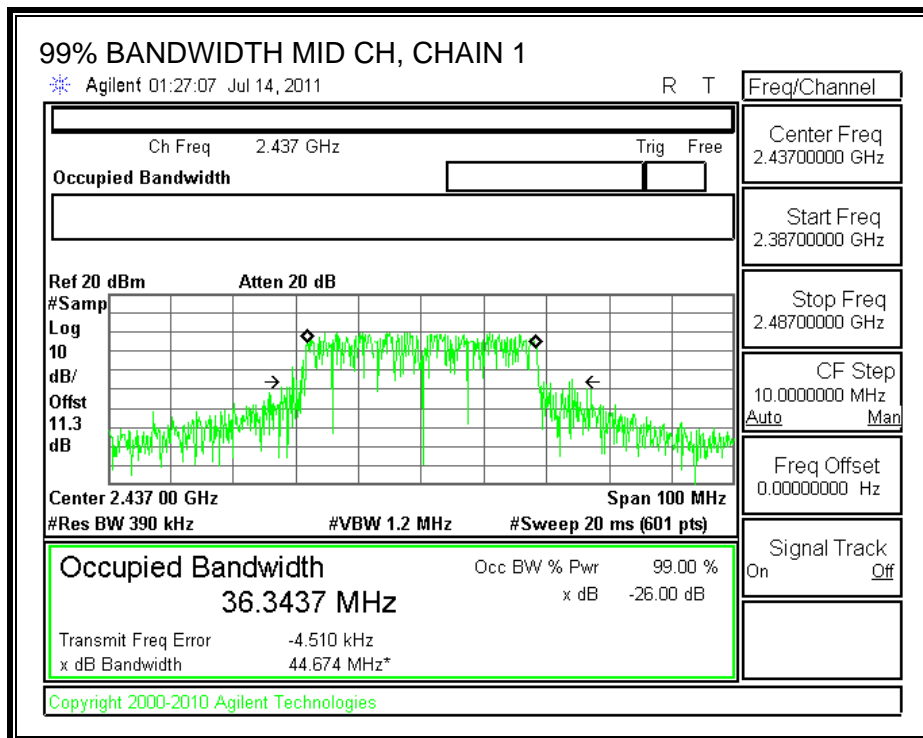 99% BANDWIDTH MID CH, CHAIN 1
Agilent 01:27:07 Jul 14, 2011 R T
Freq/Channel
Ch Freq 2.437 GHz Trig Free
Occupied Bandwidth
Center Freq
2.43700000 GHz
Start Freq
2.38700000 GHz
Stop Freq
2.48700000 GHz
CF Step
10.0000000 MHz
Auto Man
Freq Offset
0.00000000 Hz
Signal Track
On Off
Ref 20 dBm Atten 20 dB
#Samp
Log
10
dB/
Offst
11.3
dB
Center 2.437 00 GHz Span 100 MHz
#Res BW 390 kHz #VBW 1.2 MHz #Sweep 20 ms (601 pts)
Occupied Bandwidth Occ BW % Pwr 99.00 %
36.3437 MHz x dB -26.00 dB
Transmit Freq Error -4.510 kHz
x dB Bandwidth 44.674 MHz*
Copyright 2000-2010 Agilent Technologies